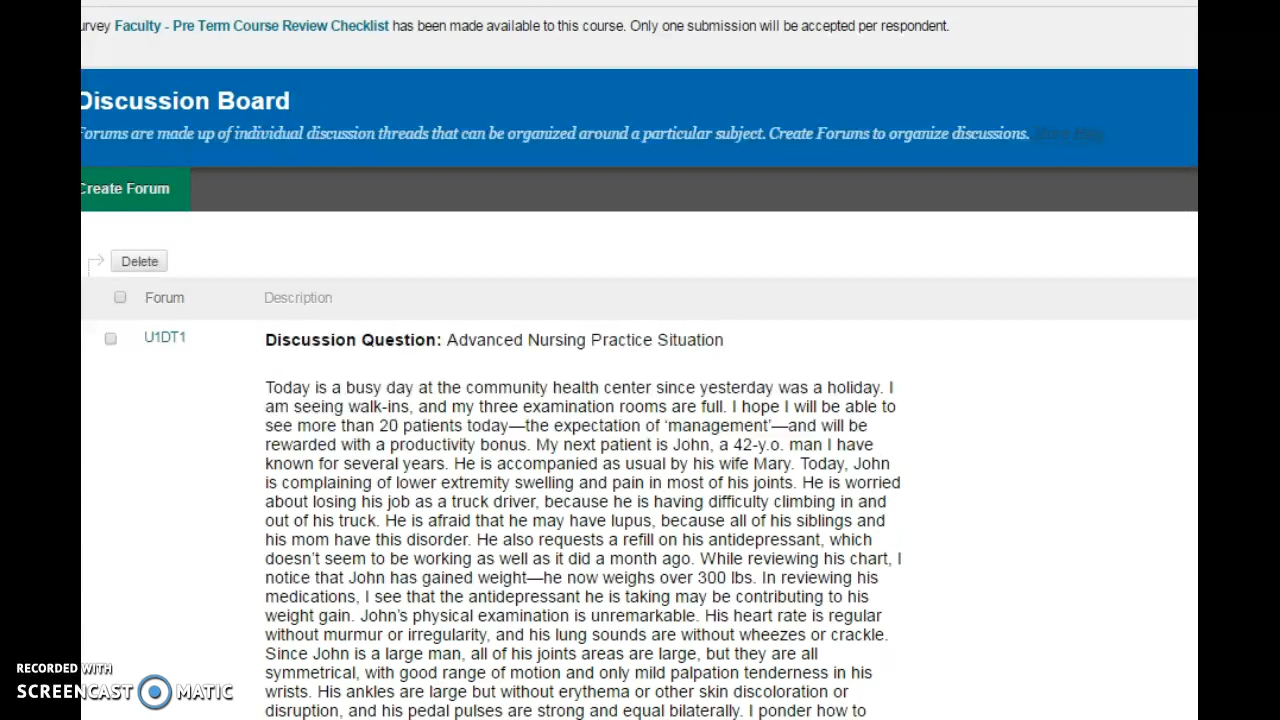 urvey Faculty - Pre Term Course Review Checklist has been made available to this course. Only one submission will be accepted per respondent.
Discussion Board
Forums are made up of individual discussion threads that can be organized around a particular subject. Create Forums to organize discussions. More Help
Create Forum
Delete
Forum Description
U1DT1 Discussion Question: Advanced Nursing Practice Situation
Today is a busy day at the community health center since yesterday was a holiday. I
am seeing walk-ins, and my three examination rooms are full. I hope I will be able to
see more than 20 patients today—the expectation of ‘management’—and will be
rewarded with a productivity bonus. My next patient is John, a 42-y.o. man I have
known for several years. He is accompanied as usual by his wife Mary. Today, John
is complaining of lower extremity swelling and pain in most of his joints. He is worried
about losing his job as a truck driver, because he is having difficulty climbing in and
out of his truck. He is afraid that he may have lupus, because all of his siblings and
his mom have this disorder. He also requests a refill on his antidepressant, which
doesn’t seem to be working as well as it did a month ago. While reviewing his chart, I
notice that John has gained weight—he now weighs over 300 lbs. In reviewing his
medications, I see that the antidepressant he is taking may be contributing to his
weight gain. John’s physical examination is unremarkable. His heart rate is regular
without murmur or irregularity, and his lung sounds are without wheezes or crackle.
Since John is a large man, all of his joints areas are large, but they are all
symmetrical, with good range of motion and only mild palpation tenderness in his
wrists. His ankles are large but without erythema or other skin discoloration or
disruption, and his pedal pulses are strong and equal bilaterally. I ponder how to
RECORDED WITH
SCREENCAST MATIC